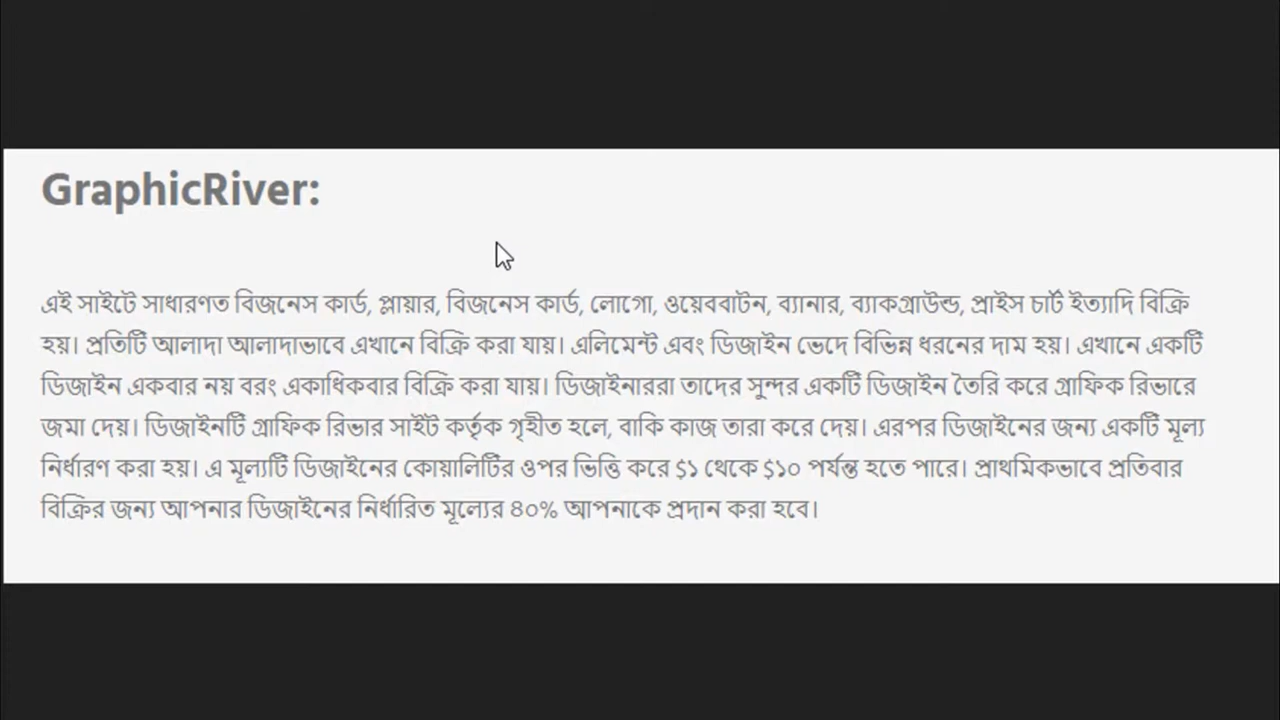 GraphicRiver:
এই সাইটে সাধারণত বিজনেস কার্ড, প্লায়ার, বিজনেস কার্ড, লোগো, ওয়েববাটন, ব্যানার, ব্যাকগ্রাউন্ড, প্রাইস চার্ট ইত্যাদি বিক্রি
হয়। প্রতিটি আলাদা আলাদাভাবে এখানে বিক্রি করা যায়। এলিমেন্ট এবং ডিজাইন ভেদে বিভিন্ন ধরনের দাম হয়। এখানে একটি
ডিজাইন একবার নয় বরং একাধিকবার বিক্রি করা যায়। ডিজাইনাররা তাদের সুন্দর একটি ডিজাইন তৈরি করে গ্রাফিক রিভারে
জমা দেয়। ডিজাইনটি গ্রাফিক রিভার সাইট কর্তৃক গৃহীত হলে, বাকি কাজ তারা করে দেয়। এরপর ডিজাইনের জন্য একটি মূল্য
নির্ধারণ করা হয়। এ মূল্যটি ডিজাইনের কোয়ালিটির ওপর ভিত্তি করে $১ থেকে $১০ পর্যন্ত হতে পারে। প্রাথমিকভাবে প্রতিবার
বিক্রির জন্য আপনার ডিজাইনের নির্ধারিত মূল্যের ৪০% আপনাকে প্রদান করা হবে।